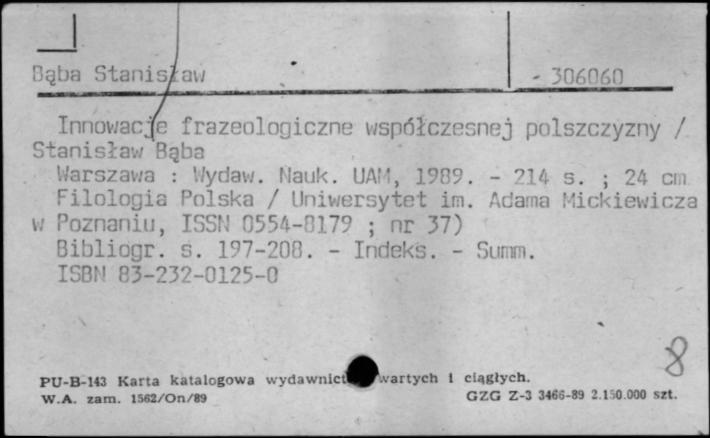 Bąba Stanisław - 306060
Innowacje frazeologiczne współczesnej polszczyzny /
Stanisław Bąba
Warszawa : Wydaw. Nauk. UAM, 1989. - 214 s. ; 24 cm
Filologia Polska / Uniwersytet im. Adama Mickiewicza
w Poznaniu, ISSN 0554-8179 ; nr 37)
Bibliogr. s. 197-208. - Indeks. - Summ.
ISBN 83-232-0125-0
8
PU-B-143 Karta katalogowa wydawnict wartych i ciągłych.
W.A. zam. 1562/On/89 GZG Z-3 3466-89 2.150.000 szt.